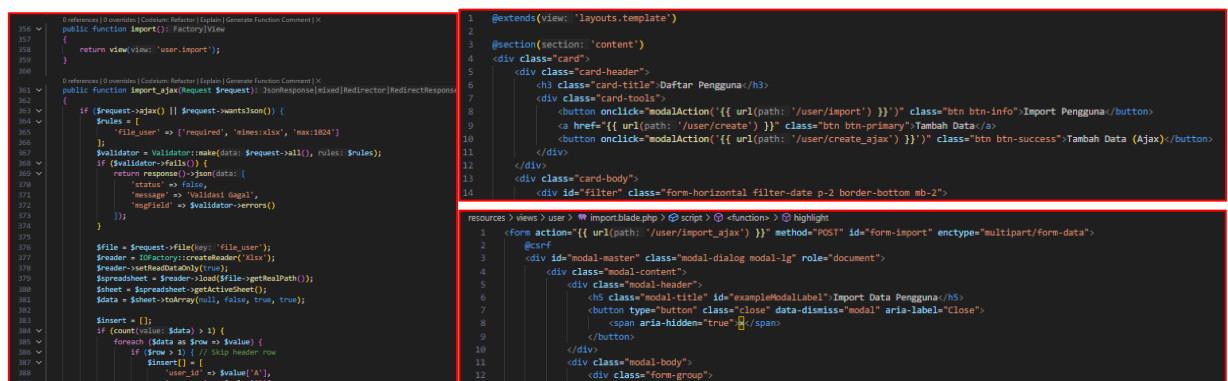 0 references | 0 overrides | Codeium: Refactor | Explain | Generate Function Comment | X
356 public function import(): Factory|View
357 {
358 return view(view: 'user.import');
359 }
360
0 references | 0 overrides | Codeium: Refactor | Explain | Generate Function Comment | X
361 public function import_ajax(Request $request): JsonResponse|mixed|Redirector|RedirectResponse
362 {
363 if ($request->ajax() || $request->wantsJson()) {
364 $rules = [
365 'file_user' => ['required', 'mimes:xlsx', 'max:1024']
366 ];
367 $validator = Validator::make(data: $request->all(), rules: $rules);
368 if ($validator->fails()) {
369 return response()->json(data: [
370 'status' => false,
371 'message' => 'Validasi Gagal',
372 'msgField' => $validator->errors()
373 ]);
374 }
375
376 $file = $request->file(key: 'file_user');
377 $reader = IOFactory::createReader('Xlsx');
378 $reader->setReadDataOnly(true);
379 $spreadsheet = $reader->load($file->getRealPath());
380 $sheet = $spreadsheet->getActiveSheet();
381 $data = $sheet->toArray(null, false, true, true);
382
383 $insert = [];
384 if (count(value: $data) > 1) {
385 foreach ($data as $row => $value) {
386 if ($row > 1) { // Skip header row
387 $insert[] = [
388 'user_id' => $value['A'],
1 @extends(view: 'layouts.template')
2
3 @section(section: 'content')
4 <div class="card">
5 <div class="card-header">
6 <h3 class="card-title">Daftar Pengguna</h3>
7 <div class="card-tools">
8 <button onclick="modalAction('{{ url(path: '/user/import') }}')" class="btn btn-info">Import Pengguna</button>
9 <a href="{{ url(path: '/user/create') }}" class="btn btn-primary">Tambah Data</a>
10 <button onclick="modalAction('{{ url(path: '/user/create_ajax') }}')" class="btn btn-success">Tambah Data (Ajax)</button>
11 </div>
12 </div>
13 <div class="card-body">
14 <div id="filter" class="form-horizontal filter-date p-2 border-bottom mb-2">
resources > views > user > import.blade.php > script > <function> > highlight
1 <form action="{{ url(path: '/user/import_ajax') }}" method="POST" id="form-import" enctype="multipart/form-data">
2 @csrf
3 <div id="modal-master" class="modal-dialog modal-lg" role="document">
4 <div class="modal-content">
5 <div class="modal-header">
6 <h5 class="modal-title" id="exampleModalLabel">Import Data Pengguna</h5>
7 <button type="button" class="close" data-dismiss="modal" aria-label="Close">
8 <span aria-hidden="true">×</span>
9 </button>
10 </div>
11 <div class="modal-body">
12 <div class="form-group">